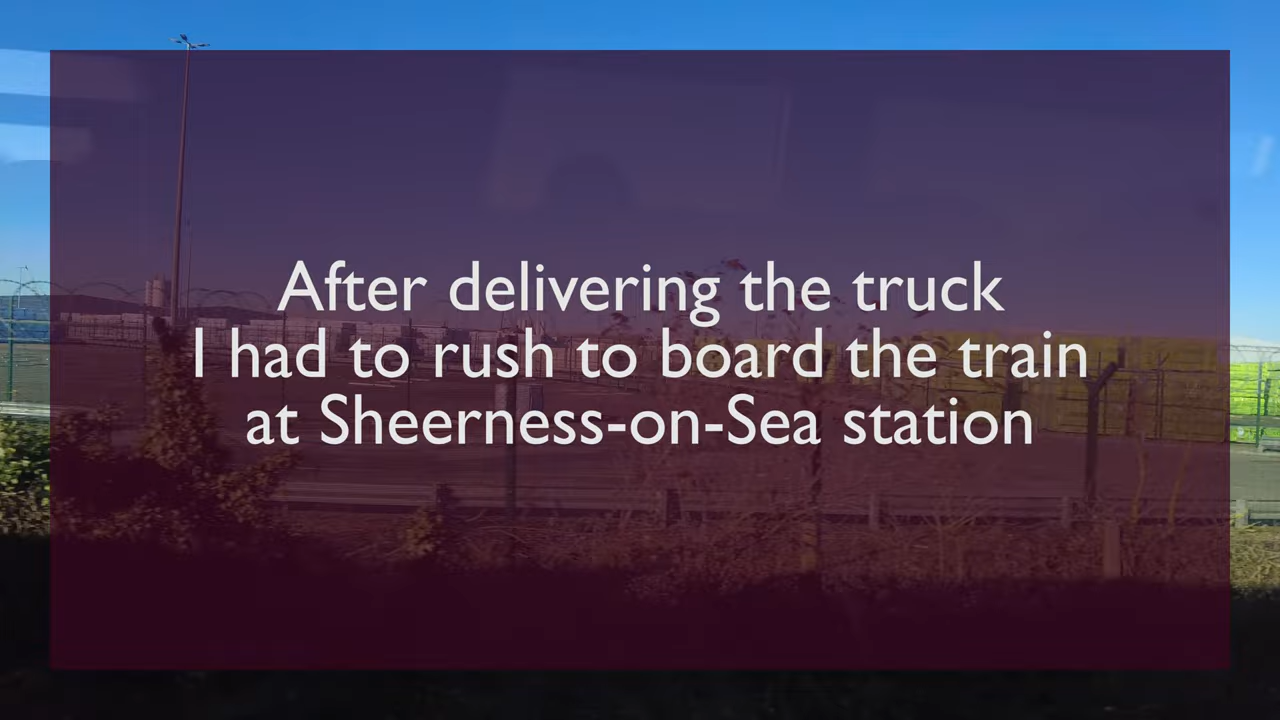 After delivering the truck
I had to rush to board the train
at Sheerness-on-Sea station